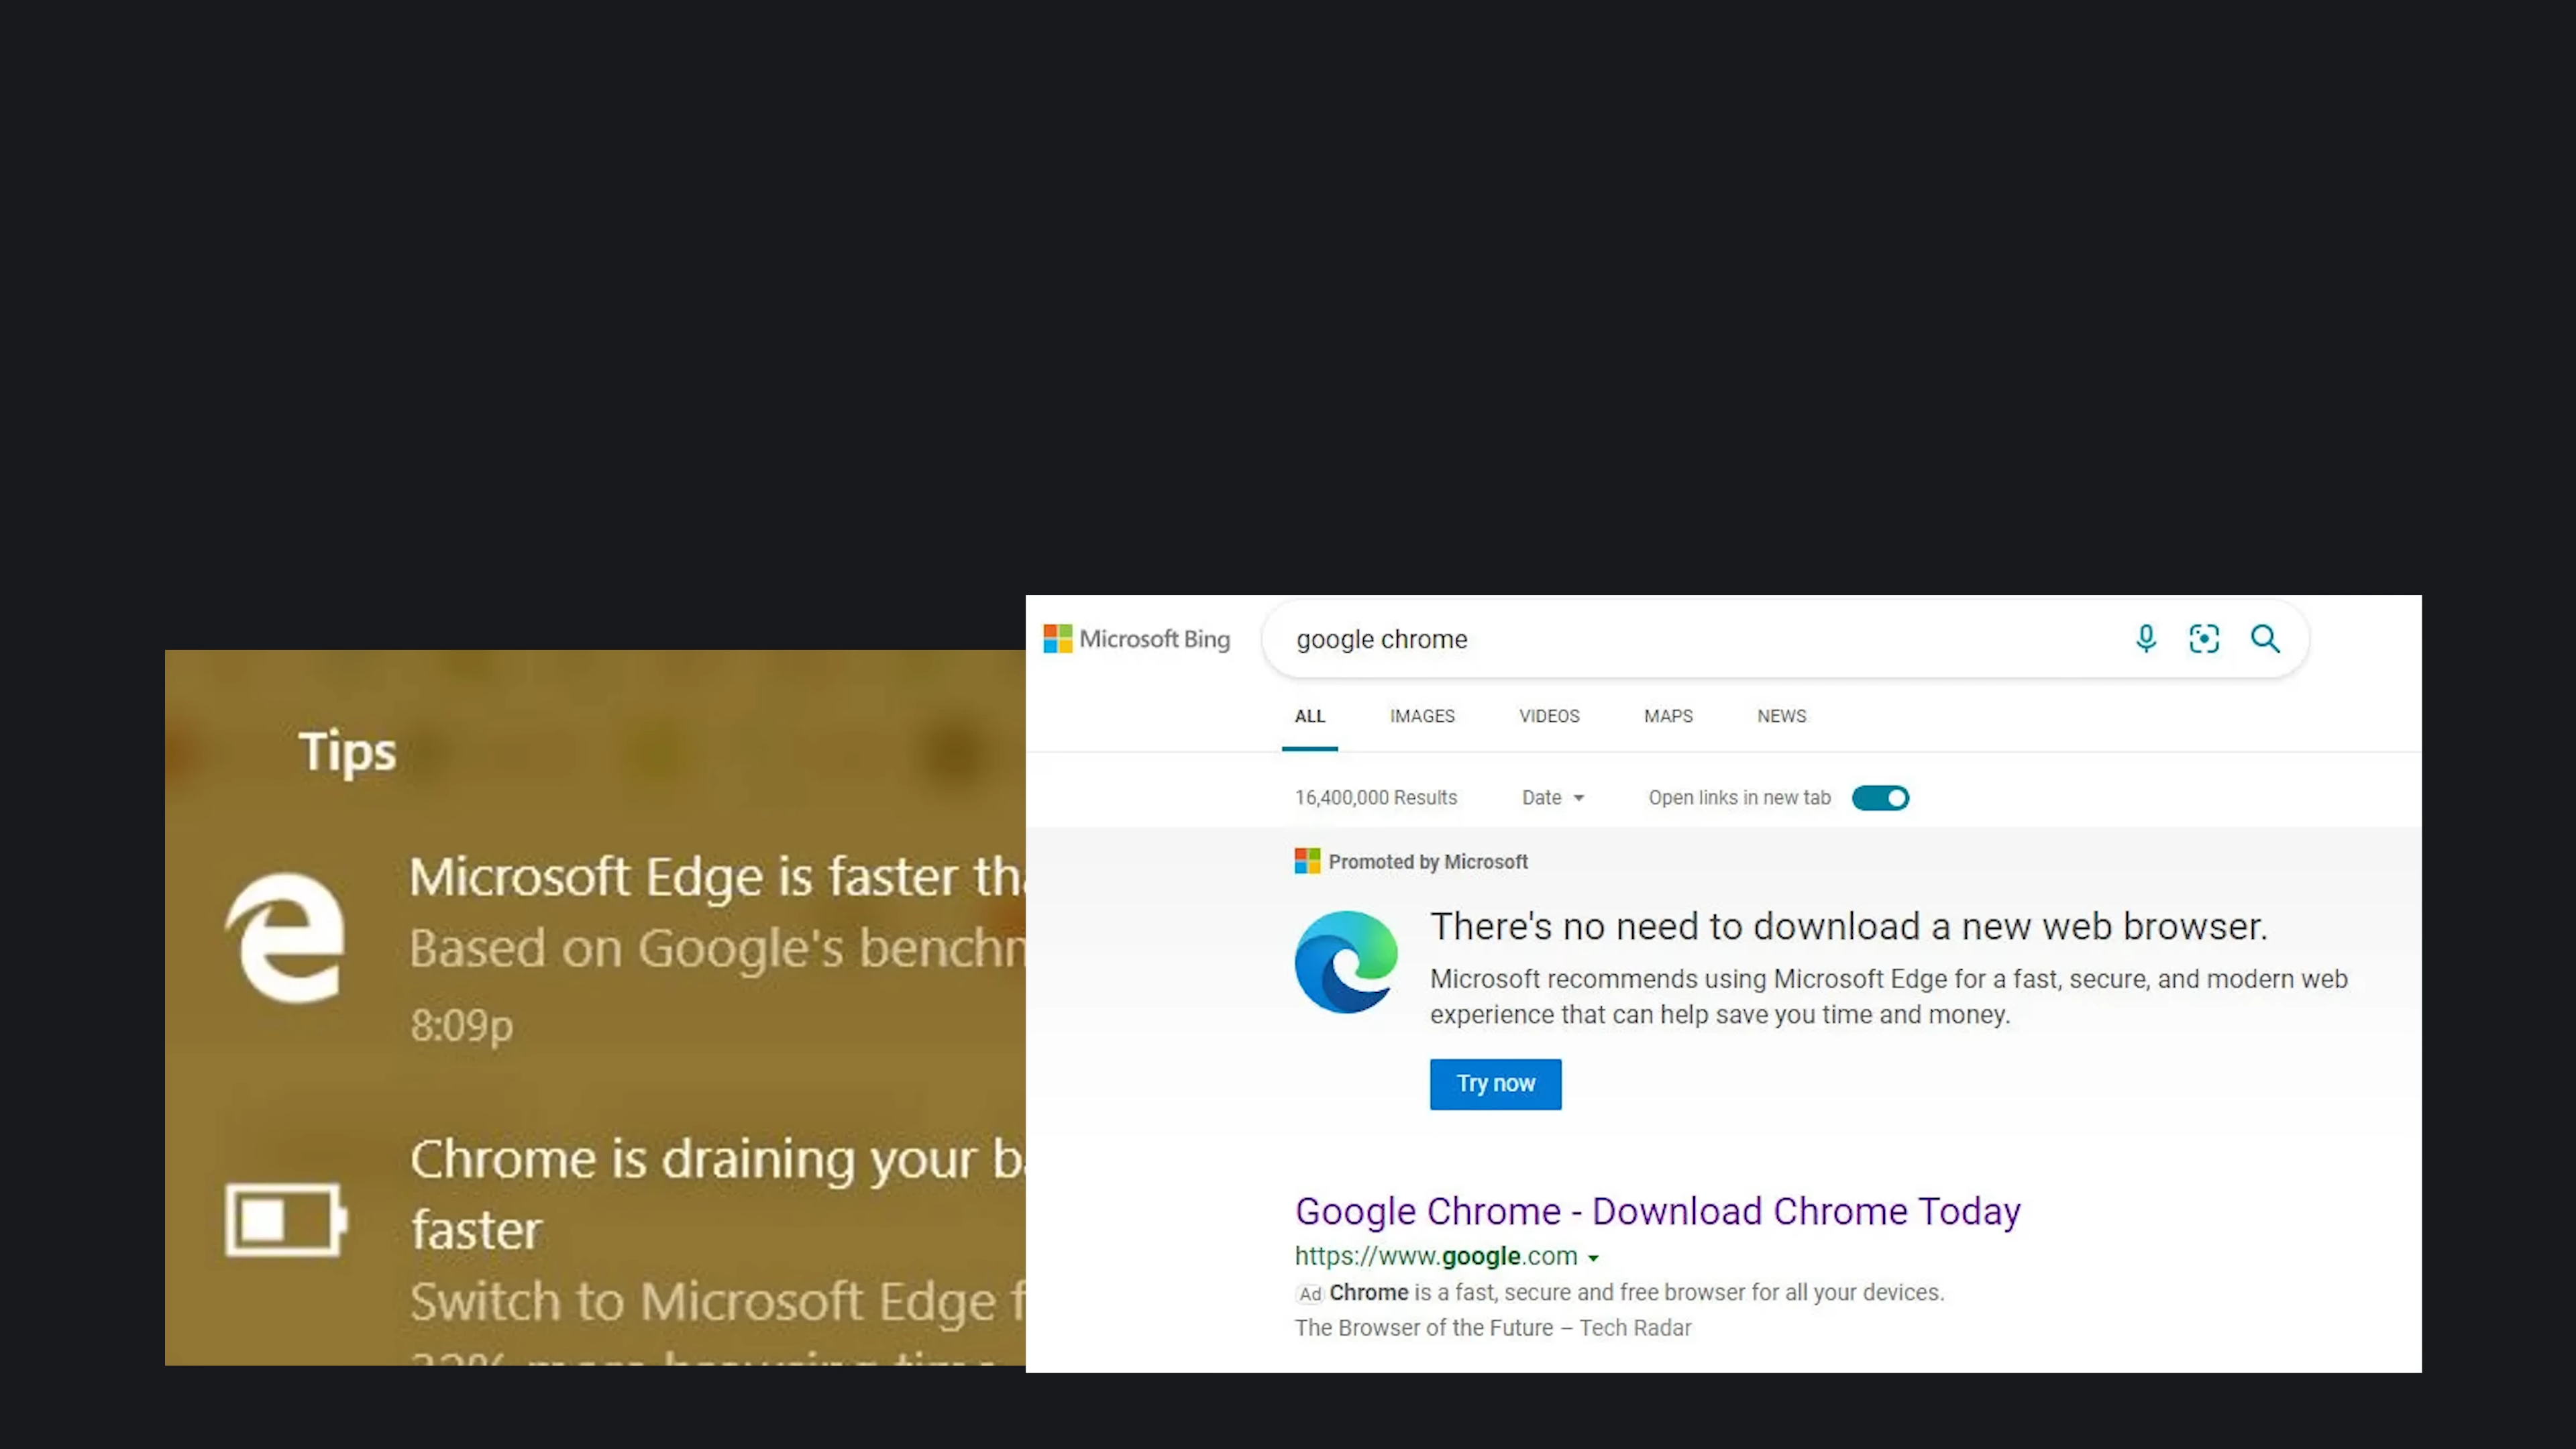 Tips
Microsoft Edge is faster
Based on Google's
8:09p
Chrome is draining your
faster
Switch to Microsoft Edge
Microsoft Bing
google chrome
ALL IMAGES VIDEOS MAPS NEWS
16,400,000 Results Date Open links in new tab
Promoted by Microsoft
There's no need to download a new web browser.
Microsoft recommends using Microsoft Edge for a fast, secure, and modern web
experience that can help save you time and money.
Try now
Google Chrome - Download Chrome Today
https://www.google.com
Ad Chrome is a fast, secure and free browser for all your devices.
The Browser of the Future – Tech Radar